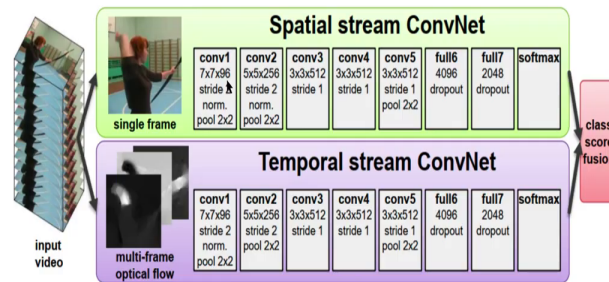 Spatial stream ConvNet
conv1
7x7x96
stride 2
norm.
pool 2x2
conv2
5x5x256
stride 2
norm.
pool 2x2
conv3
3x3x512
stride 1
conv4
3x3x512
stride 1
conv5
3x3x512
stride 1
pool 2x2
full6
4096
dropout
full7
2048
dropout
softmax
single frame
Temporal stream ConvNet
conv1
7x7x96
stride 2
norm.
pool 2x2
conv2
5x5x256
stride 2
pool 2x2
conv3
3x3x512
stride 1
conv4
3x3x512
stride 1
conv5
3x3x512
stride 1
pool 2x2
full6
4096
dropout
full7
2048
dropout
softmax
input
video
multi-frame
optical flow
class
score
fusion